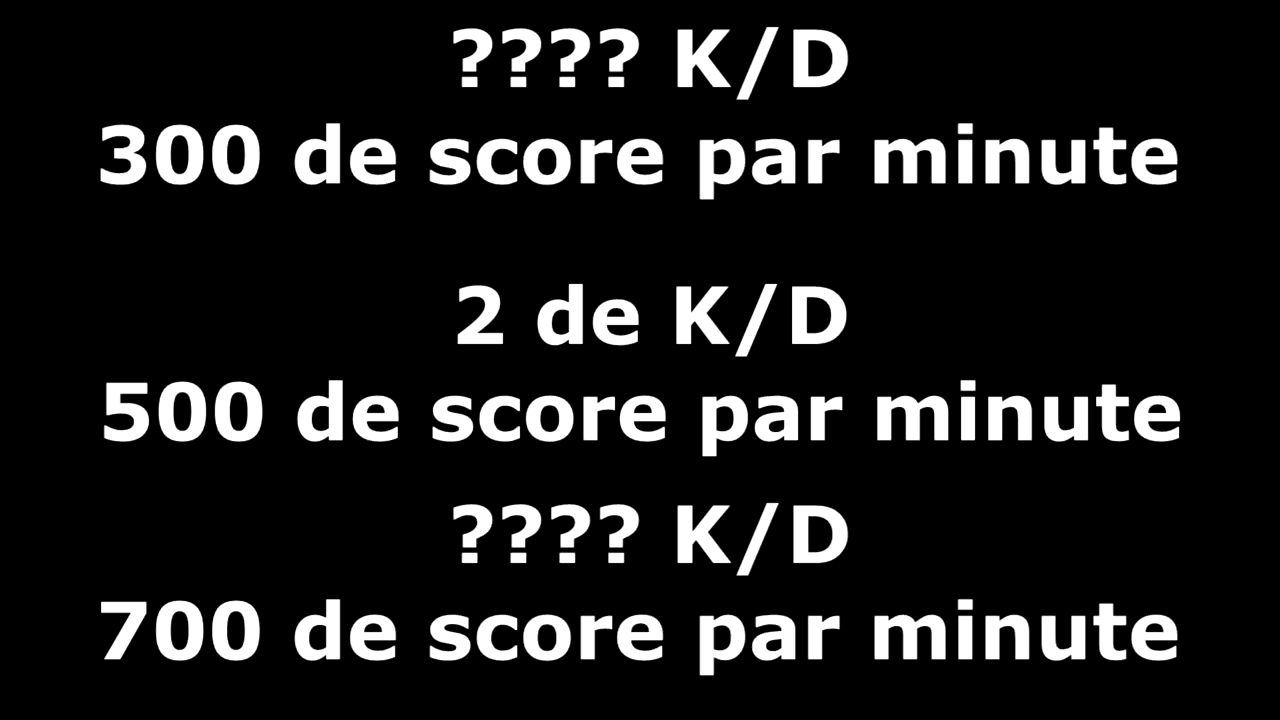 ???? K/D
300 de score par minute
2 de K/D
500 de score par minute
???? K/D
700 de score par minute